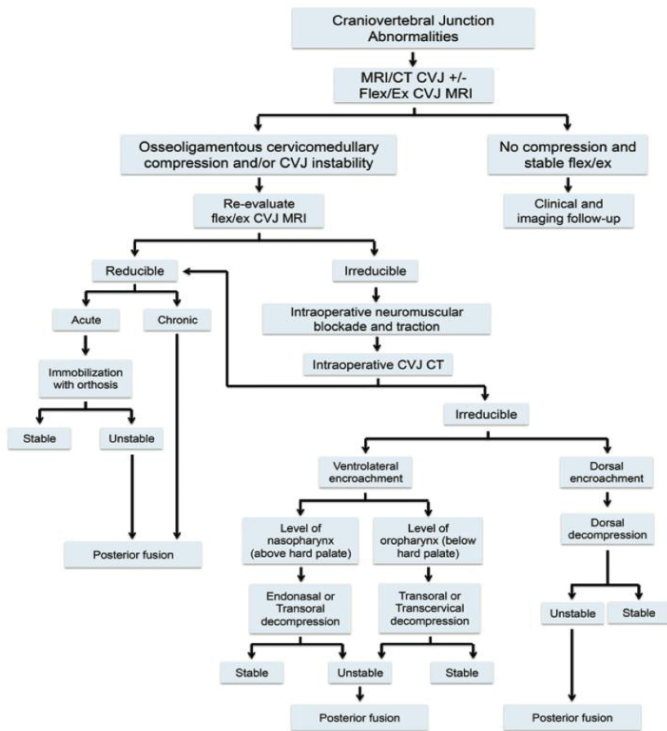 Craniovertebral Junction
Abnormalities
MRI/CT CVJ +/-
Flex/Ex CVJ MRI
Osseoligamentous cervicomedullary
compression and/or CVJ instability
No compression and
stable flex/ex
Re-evaluate
flex/ex CVJ MRI
Clinical and
imaging follow-up
Reducible
Irreducible
Acute
Chronic
Intraoperative neuromuscular
blockade and traction
Immobilization
with orthosis
Intraoperative CVJ CT
Stable
Unstable
Irreducible
Ventrolateral
encroachment
Dorsal
encroachment
Posterior fusion
Level of
nasopharynx
(above hard palate)
Level of
oropharynx (below
hard palate)
Dorsal
decompression
Endonasal or
Transoral
decompression
Transoral or
Transcervical
decompression
Unstable
Stable
Stable
Unstable
Stable
Posterior fusion
Posterior fusion